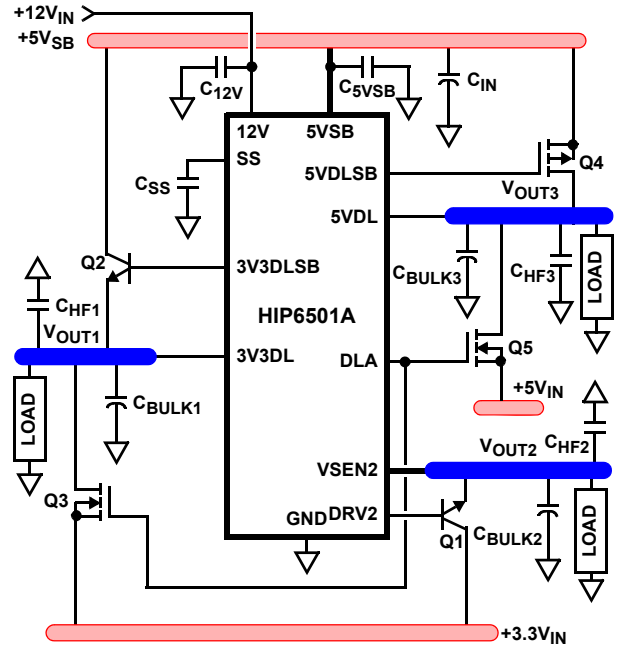 +12VIN
+5VSB
C12V
C5VSB
CIN
12V
5VSB
SS
CSS
5VDLSB
Q4
VOUT3
5VDL
Q2
3V3DLSB
CBULK3
CHF3
LOAD
CHF1
HIP6501A
VOUT1
3V3DL
DLA
Q5
+5VIN
LOAD
CBULK1
VOUT2
CHF2
VSEN2
Q3
GND
DRV2
Q1
CBULK2
LOAD
+3.3VIN